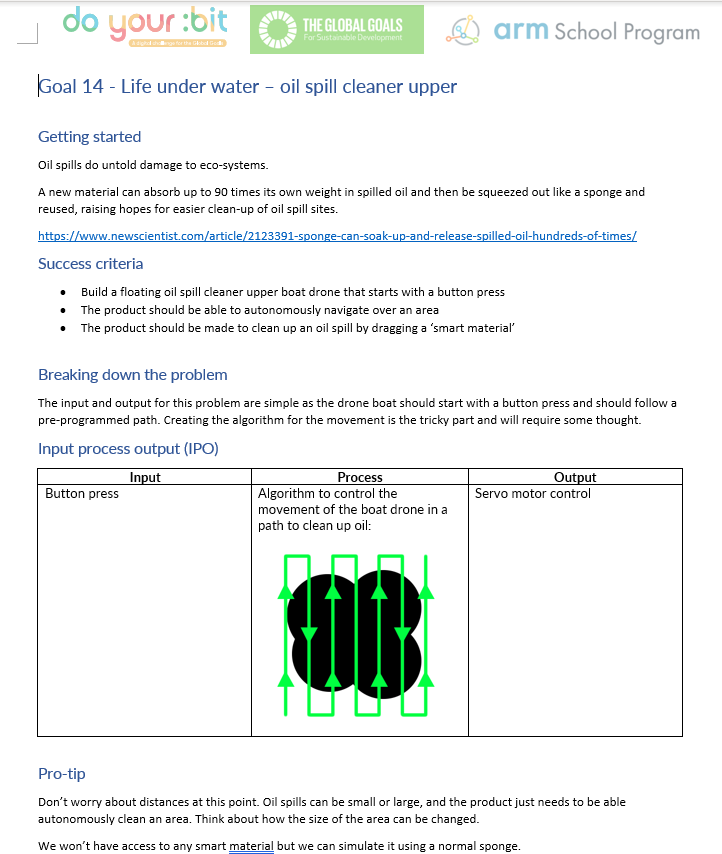 do your :bit
A digital challenge for the Global Goals
THE GLOBAL GOALS
For Sustainable Development
arm School Program
Goal 14 - Life under water – oil spill cleaner upper
Getting started
Oil spills do untold damage to eco-systems.
A new material can absorb up to 90 times its own weight in spilled oil and then be squeezed out like a sponge and
reused, raising hopes for easier clean-up of oil spill sites.
https://www.newscientist.com/article/2123391-sponge-can-soak-up-and-release-spilled-oil-hundreds-of-times/
Success criteria
• Build a floating oil spill cleaner upper boat drone that starts with a button press
• The product should be able to autonomously navigate over an area
• The product should be made to clean up an oil spill by dragging a ‘smart material’
Breaking down the problem
The input and output for this problem are simple as the drone boat should start with a button press and should follow a
pre-programmed path. Creating the algorithm for the movement is the tricky part and will require some thought.
Input process output (IPO)
Input Process Output
Button press
Algorithm to control the
movement of the boat drone in a
path to clean up oil:
Servo motor control
Pro-tip
Don’t worry about distances at this point. Oil spills can be small or large, and the product just needs to be able
autonomously clean an area. Think about how the size of the area can be changed.
We won’t have access to any smart material but we can simulate it using a normal sponge.